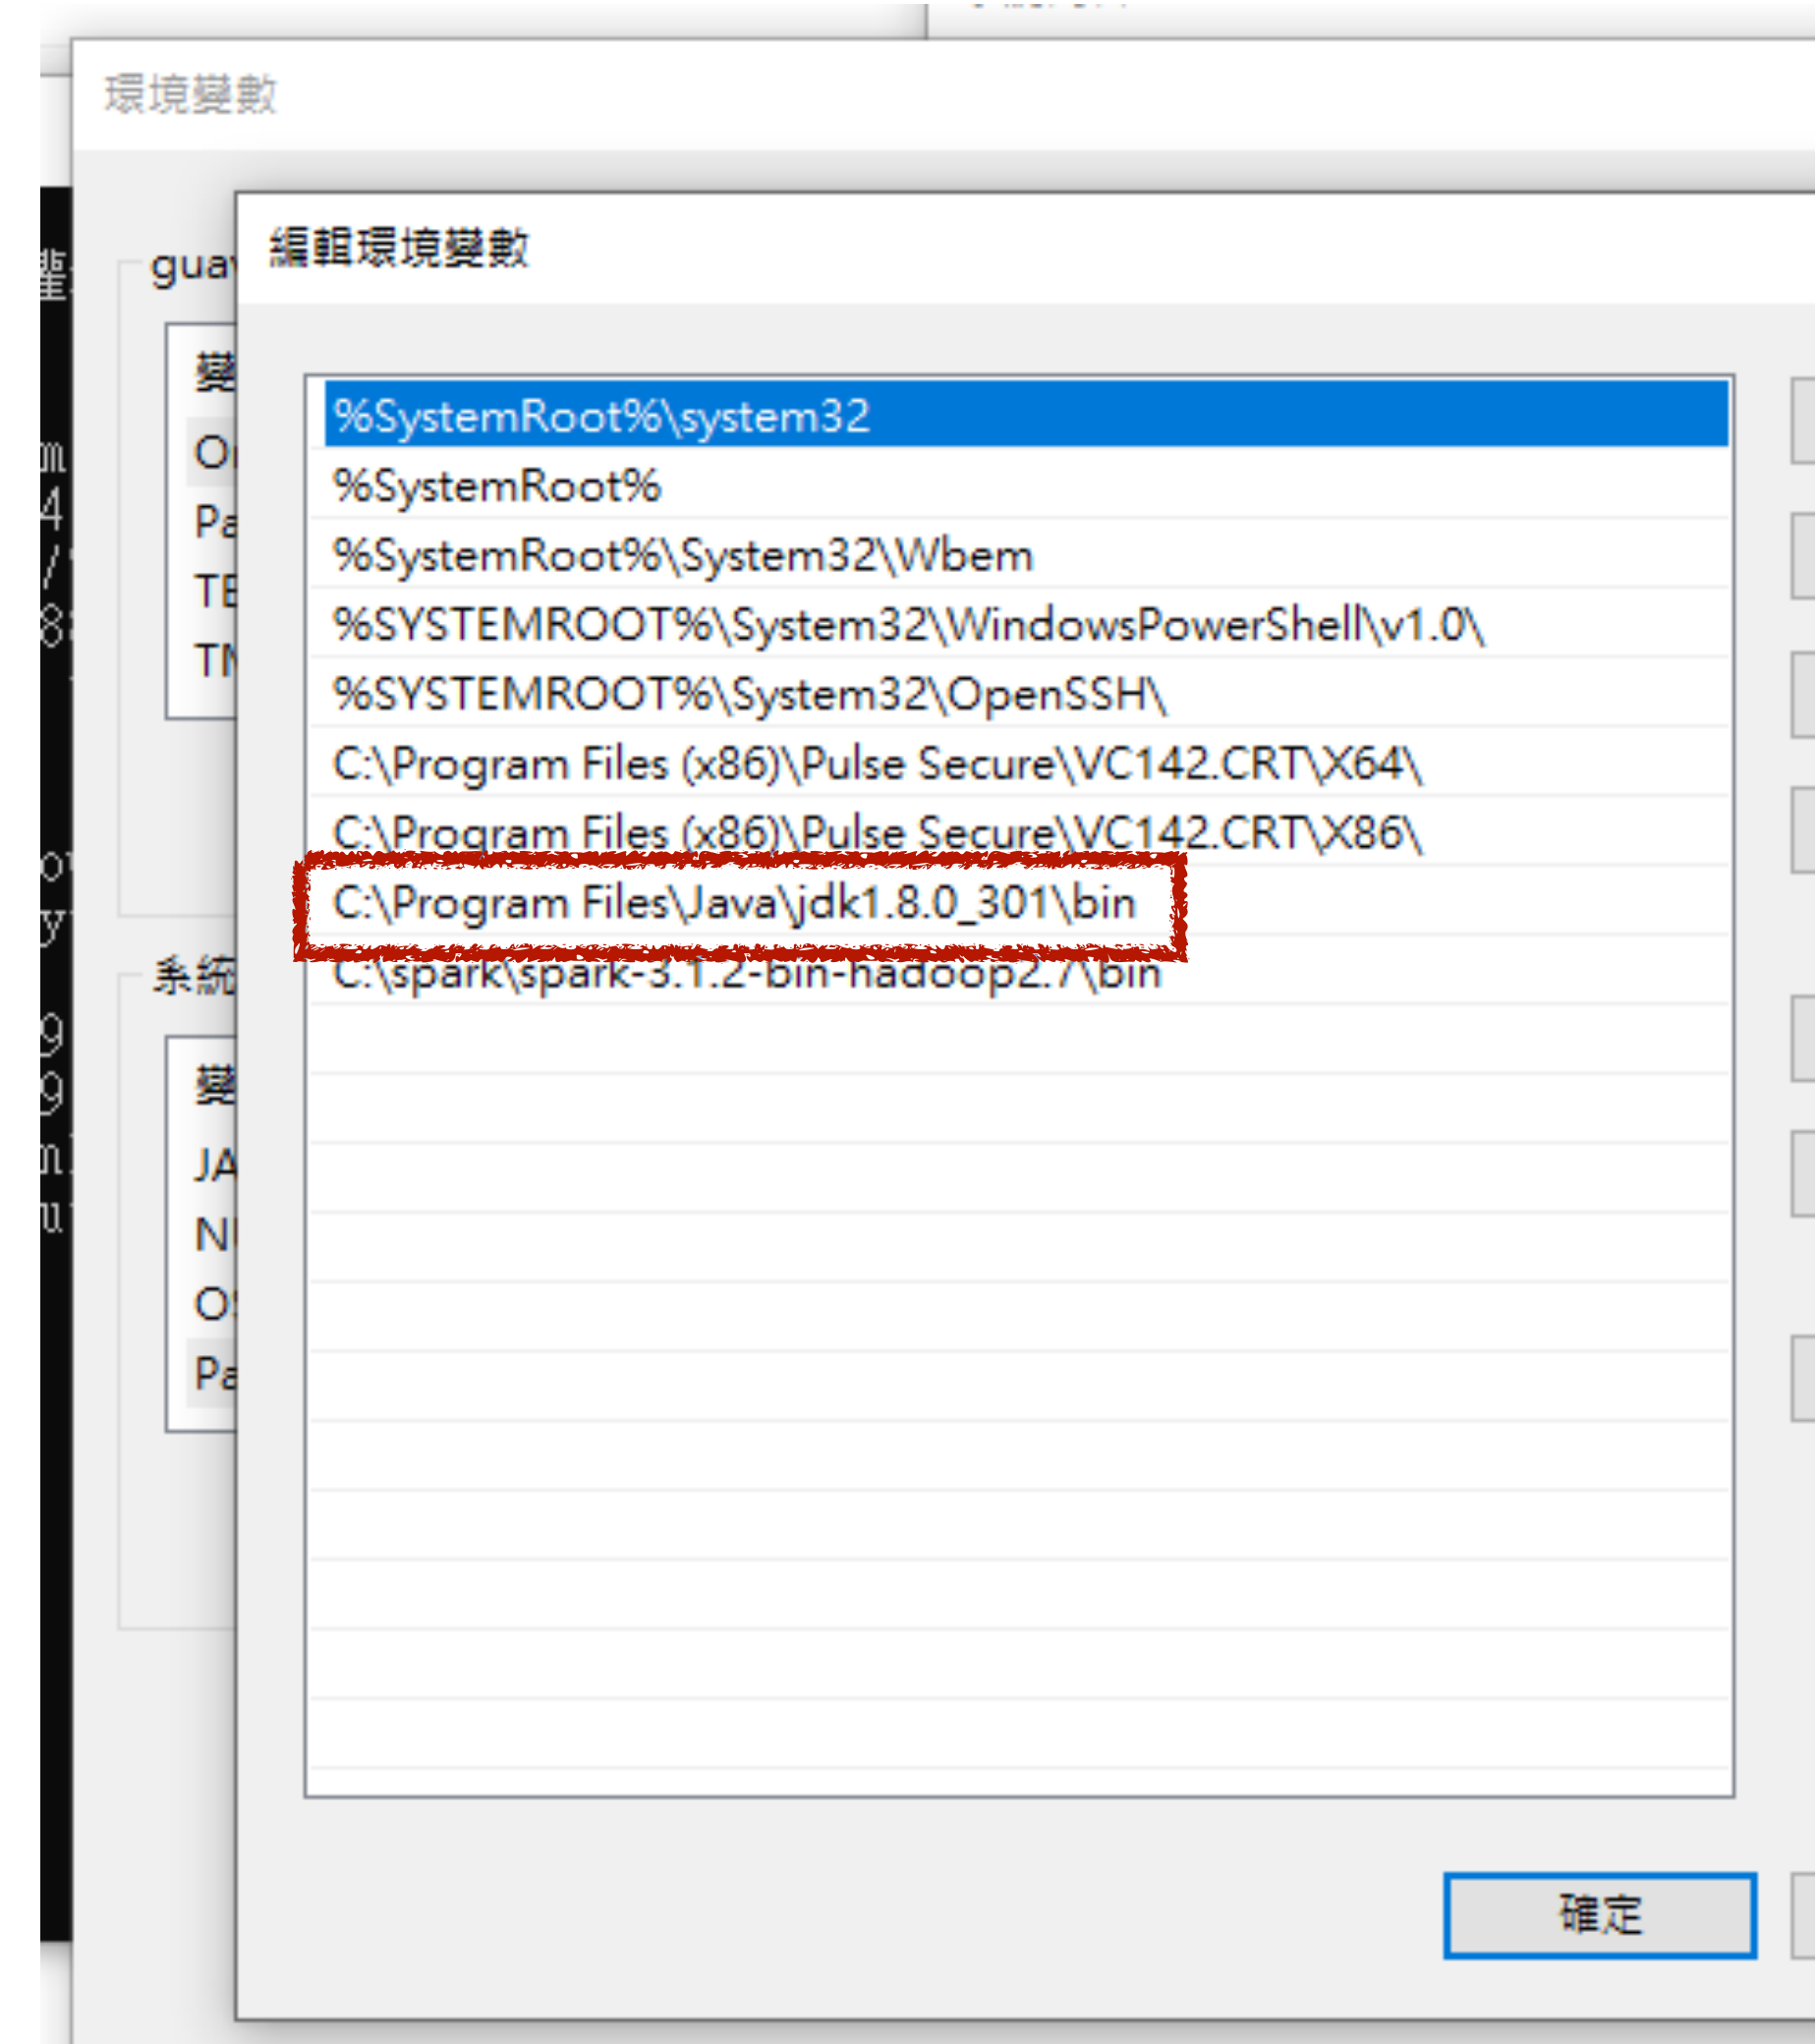 環境變數
編輯環境變數
%SystemRoot%\system32
%SystemRoot%
%SystemRoot%\System32\Wbem
%SYSTEMROOT%\System32\WindowsPowerShell\v1.0\
%SYSTEMROOT%\System32\OpenSSH\
C:\Program Files (x86)\Pulse Secure\VC142.CRT\X64\
C:\Program Files (x86)\Pulse Secure\VC142.CRT\X86\
C:\Program Files\Java\jdk1.8.0_301\bin
C:\spark\spark-3.1.2-bin-hadoop2.7\bin
系統
確定